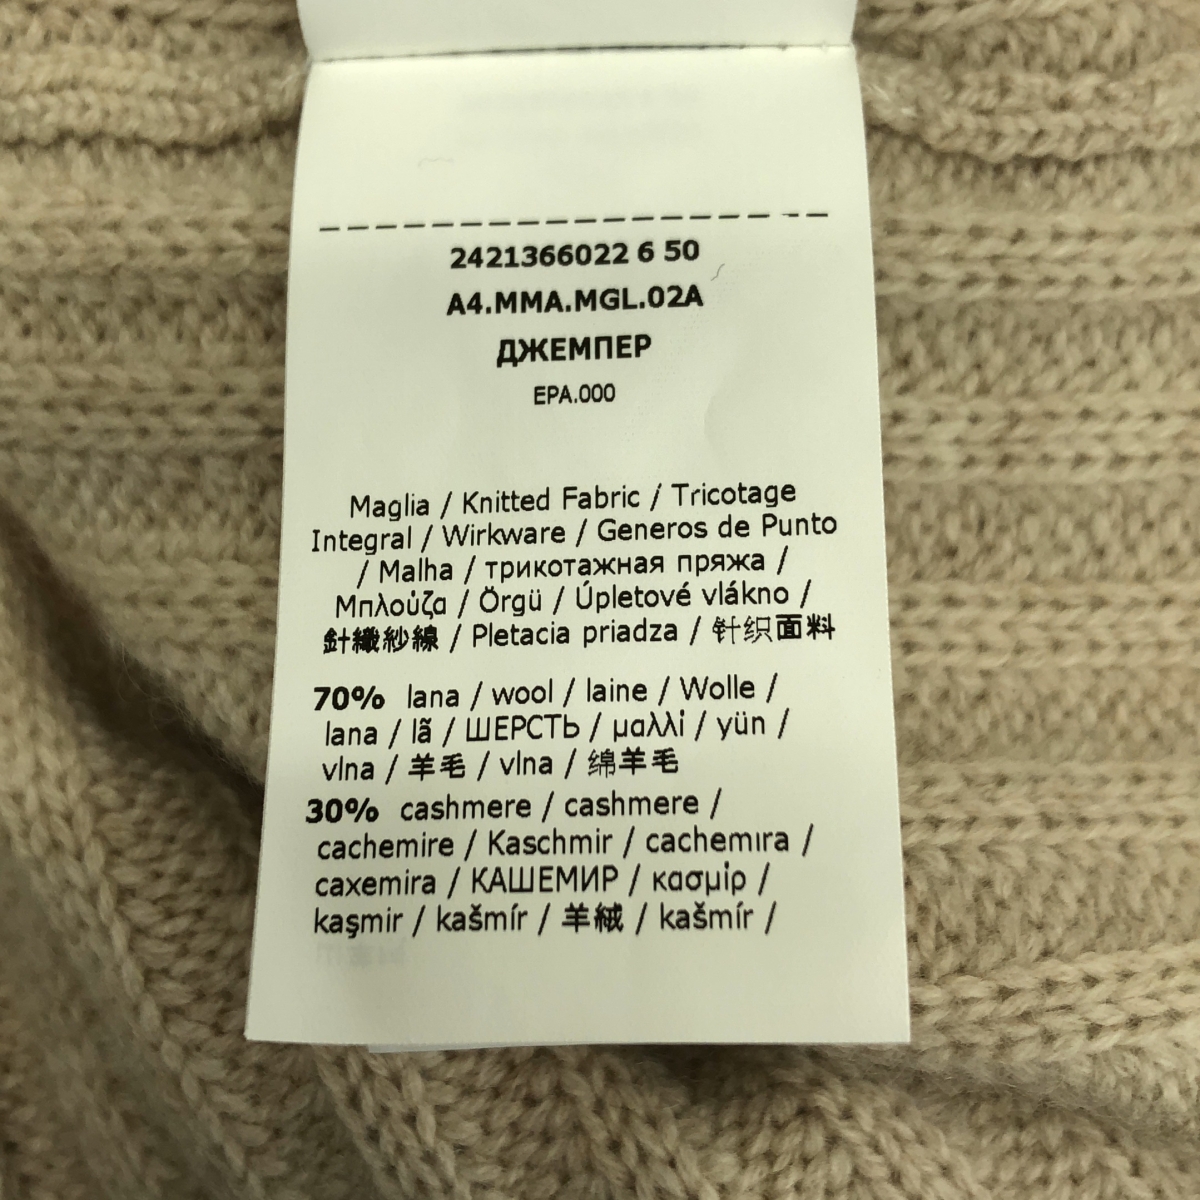 2421366022 6 50
A4.MMA.MGL.02A
ДЖЕМПЕР
EPA.000
Maglia / Knitted Fabric / Tricotage
Integral / Wirkware / Generos de Punto
/ Malha / трикотажная пряжа /
Μπλούζα / Örgü / Úpletové vlákno /
針織紗線 / Pletacia priadza / 针织面料
70% lana / wool / laine / Wolle /
lana / lã / ШЕРСТЬ / μαλλί / yün /
vlna / 羊毛 / vlna / 绵羊毛
30% cashmere / cashmere /
cachemire / Kaschmir / cachemıra /
caxemira / КАШЕМИР / κασμίρ /
kaşmir / kašmír / 羊絨 / kašmír /